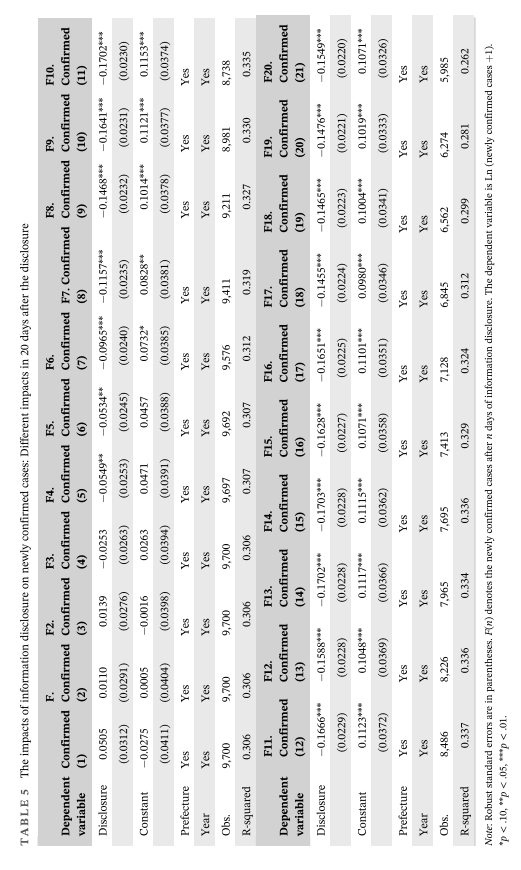 TABLE 5 The impacts of information disclosure on newly confirmed cases: Different impacts in 20 days after the disclosure
F. F2. F3. F4. F5. F6. F8. F9. F10.
Dependent Confirmed Confirmed Confirmed Confirmed Confirmed Confirmed Confirmed F7. Confirmed Confirmed Confirmed Confirmed
variable (1) (2) (3) (4) (5) (6) (7) (8) (9) (10) (11)
Disclosure 0.0505 0.0110 0.0139 −0.0253 −0.0549** −0.0534** −0.0965*** −0.1157*** −0.1468*** −0.1641*** −0.1702***
(0.0312) (0.0291) (0.0276) (0.0263) (0.0253) (0.0245) (0.0240) (0.0235) (0.0232) (0.0231) (0.0230)
Constant −0.0275 0.0005 −0.0016 0.0263 0.0471 0.0457 0.0732* 0.0828** 0.1014*** 0.1121*** 0.1153***
(0.0411) (0.0404) (0.0398) (0.0394) (0.0391) (0.0388) (0.0385) (0.0381) (0.0378) (0.0377) (0.0374)
Prefecture Yes Yes Yes Yes Yes Yes Yes Yes Yes Yes Yes
Year Yes Yes Yes Yes Yes Yes Yes Yes Yes Yes Yes
Obs. 9,700 9,700 9,700 9,700 9,697 9,692 9,576 9,411 9,211 8,981 8,738
R-squared 0.306 0.306 0.306 0.306 0.307 0.307 0.312 0.319 0.327 0.330 0.335
F11. F12. F13. F14. F15. F16. F17. F18. F19. F20.
Dependent Confirmed Confirmed Confirmed Confirmed Confirmed Confirmed Confirmed Confirmed Confirmed Confirmed
variable (12) (13) (14) (15) (16) (17) (18) (19) (20) (21)
Disclosure −0.1666*** −0.1588*** −0.1702*** −0.1703*** −0.1628*** −0.1651*** −0.1455*** −0.1465*** −0.1476*** −0.1549***
(0.0229) (0.0228) (0.0228) (0.0228) (0.0227) (0.0225) (0.0224) (0.0223) (0.0221) (0.0220)
Constant 0.1123*** 0.1048*** 0.1117*** 0.1115*** 0.1071*** 0.1101*** 0.0980*** 0.1004*** 0.1019*** 0.1071***
(0.0372) (0.0369) (0.0366) (0.0362) (0.0358) (0.0351) (0.0346) (0.0341) (0.0333) (0.0326)
Prefecture Yes Yes Yes Yes Yes Yes Yes Yes Yes Yes
Year Yes Yes Yes Yes Yes Yes Yes Yes Yes Yes
Obs. 8,486 8,226 7,965 7,695 7,413 7,128 6,845 6,562 6,274 5,985
R-squared 0.337 0.336 0.334 0.336 0.329 0.324 0.312 0.299 0.281 0.262
Note: Robust standard errors are in parentheses. F(n) denotes the newly confirmed cases after n days of information disclosure. The dependent variable is Ln (newly confirmed cases +1).
*p < .10, **p < .05, ***p < .01.